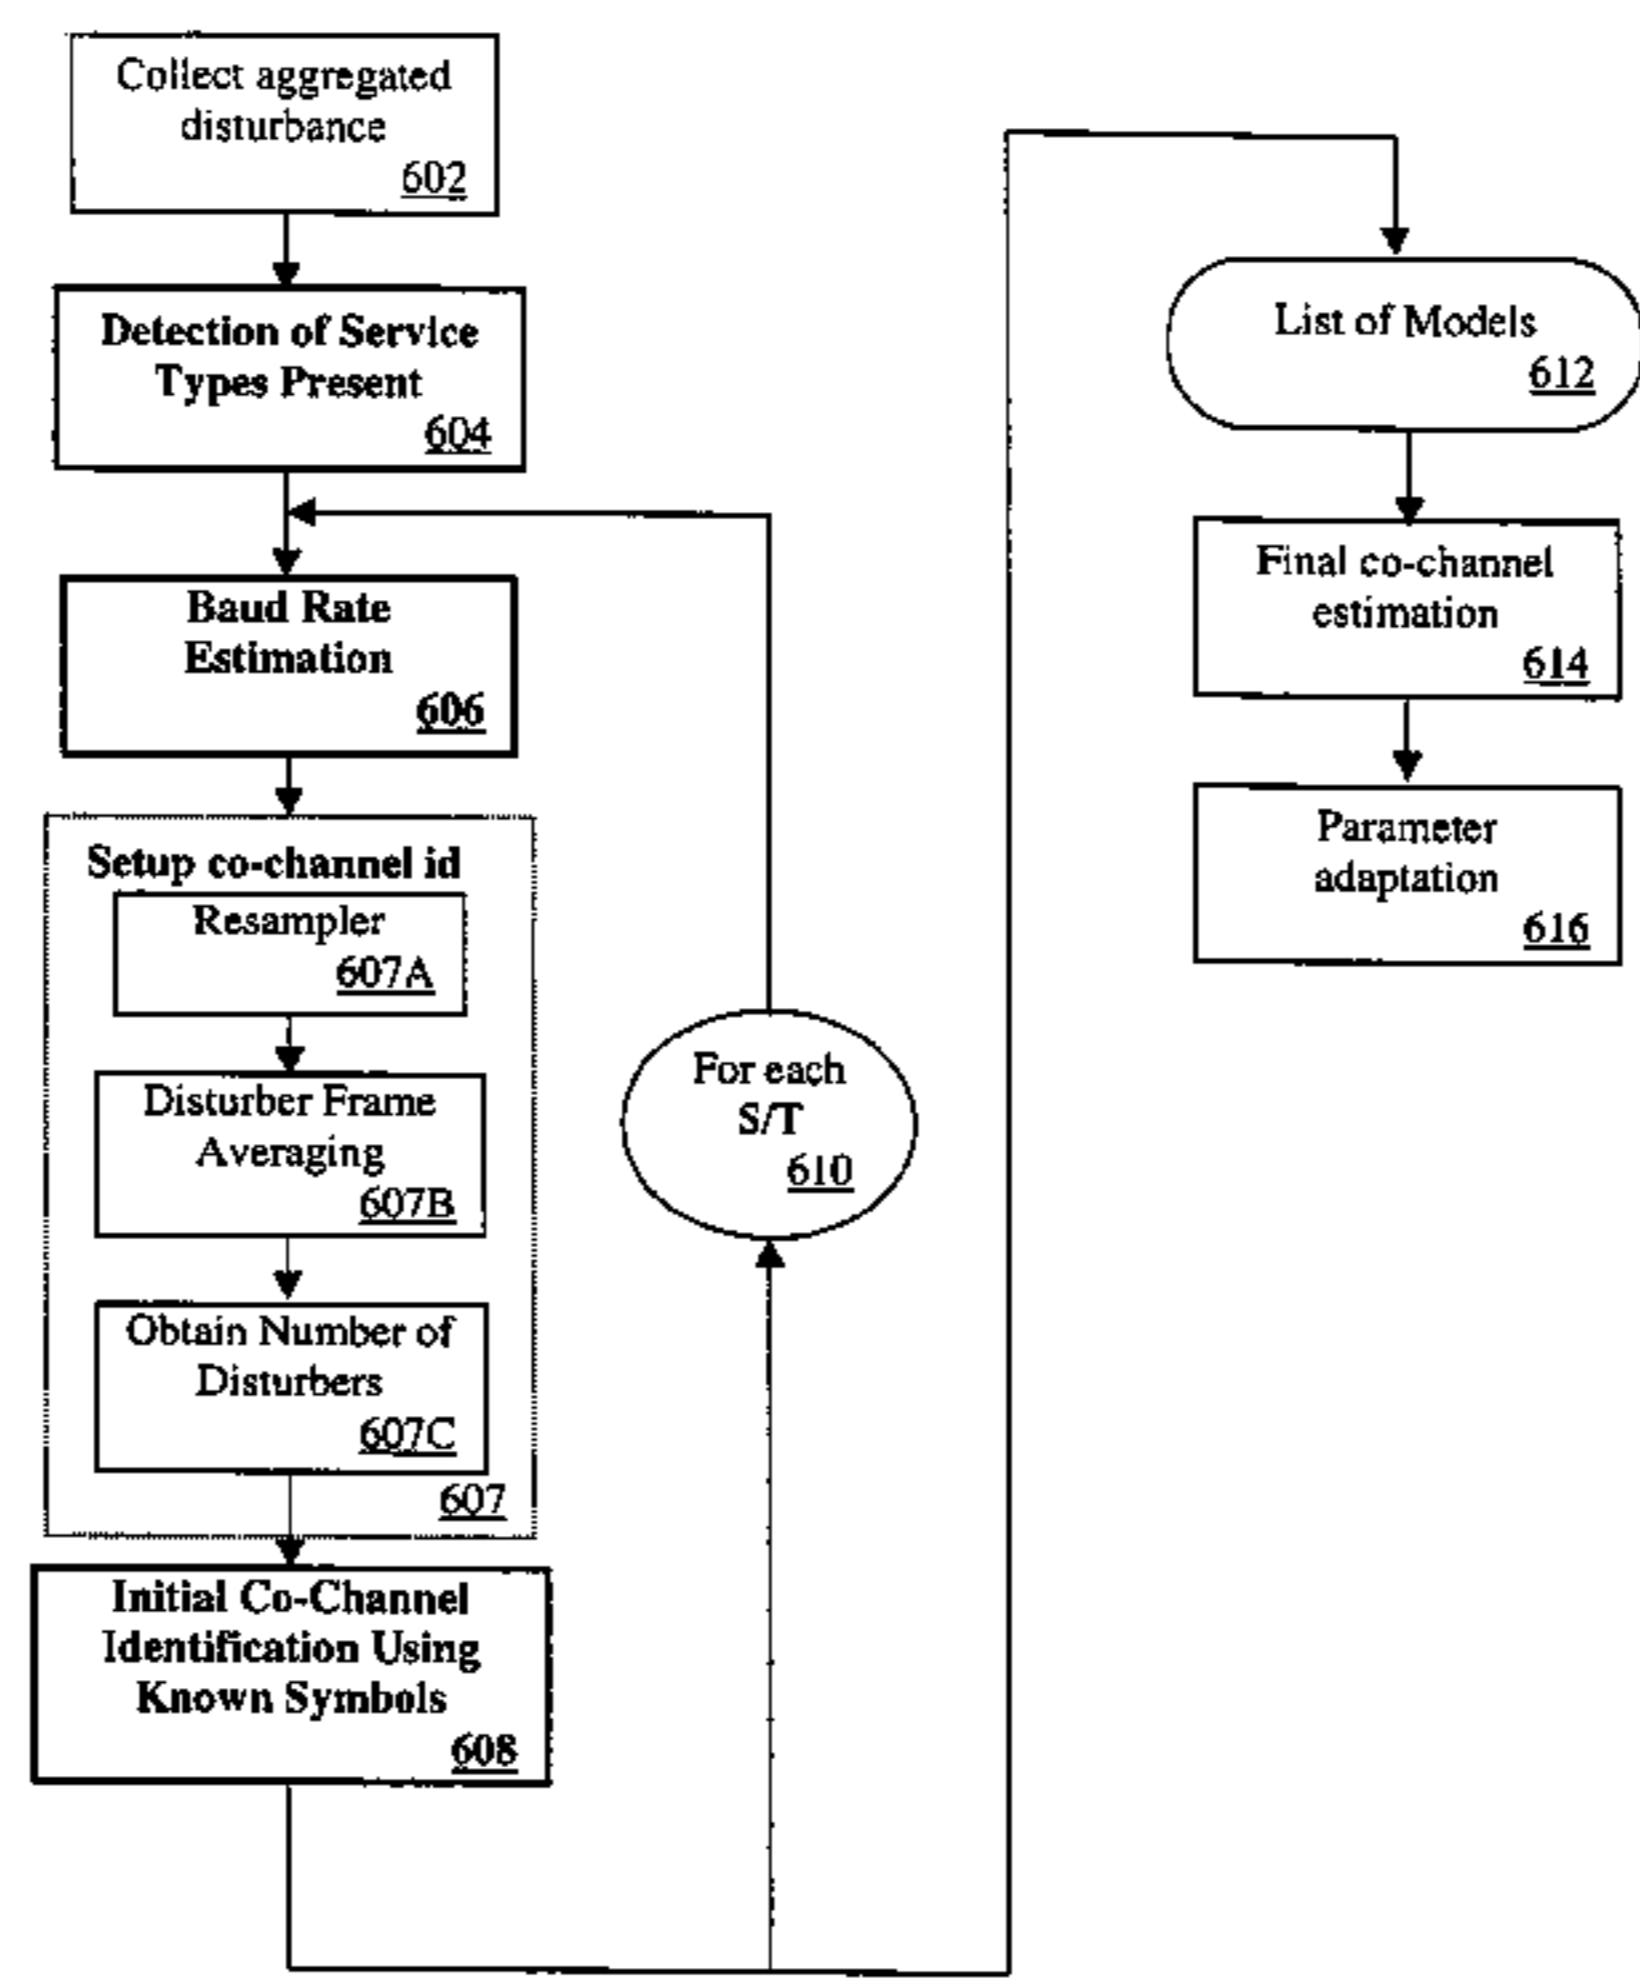 Collect aggregated
disturbance
602
Detection of Service
Types Present
604
Baud Rate
Estimation
606
Setup co-channel id
Resampler
607A
Disturber Frame
Averaging
607B
Obtain Number of
Disturbers
607C
607
Initial Co-Channel
Identification Using
Known Symbols
608
For each
S/T
610
List of Models
612
Final co-channel
estimation
614
Parameter
adaptation
616